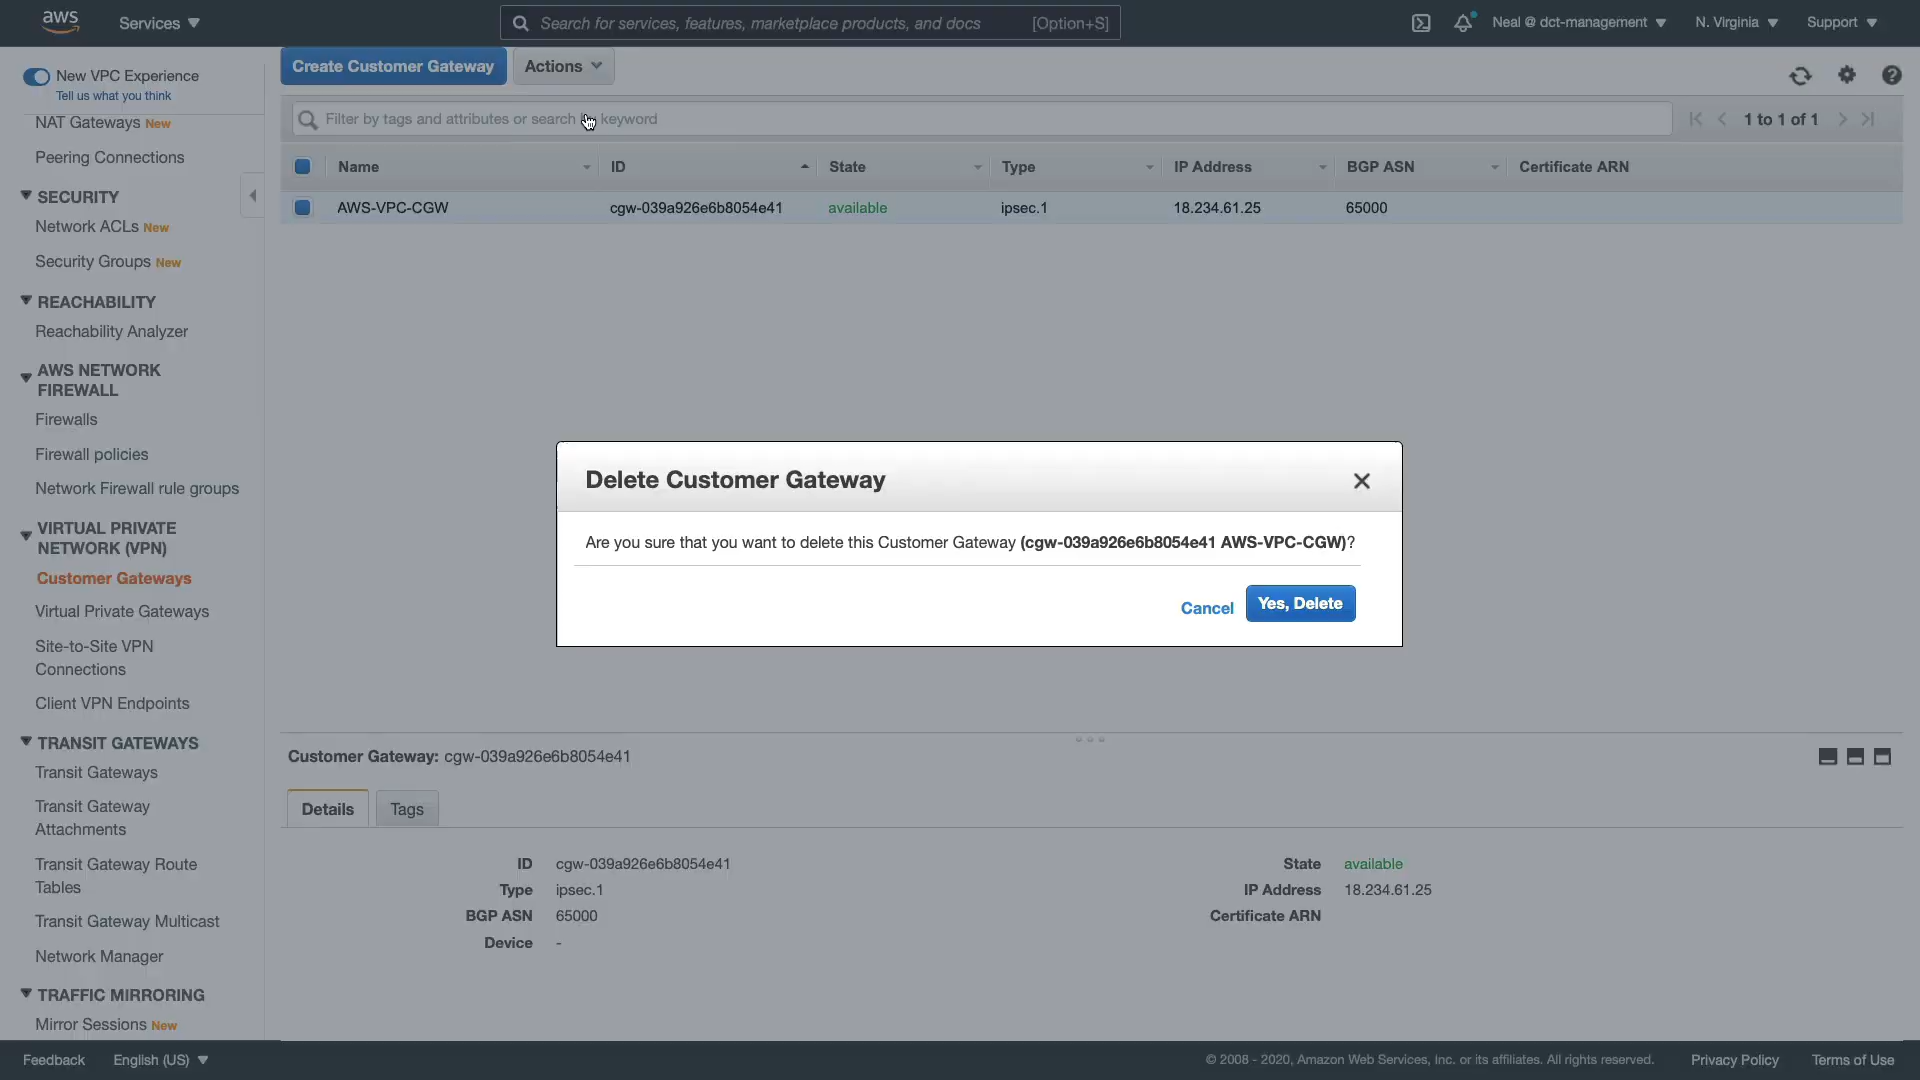 aws
Services
Search for services, features, marketplace products, and docs [Option+S]
Neal @ dct-management
N. Virginia
Support
New VPC Experience
Tell us what you think
NAT Gateways New
Peering Connections
SECURITY
Network ACLs New
Security Groups New
REACHABILITY
Reachability Analyzer
AWS NETWORK
FIREWALL
Firewalls
Firewall policies
Network Firewall rule groups
VIRTUAL PRIVATE
NETWORK (VPN)
Customer Gateways
Virtual Private Gateways
Site-to-Site VPN
Connections
Client VPN Endpoints
TRANSIT GATEWAYS
Transit Gateways
Transit Gateway
Attachments
Transit Gateway Route
Tables
Transit Gateway Multicast
Network Manager
TRAFFIC MIRRORING
Mirror Sessions New
Create Customer Gateway
Actions
Filter by tags and attributes or search keyword
1 to 1 of 1
Name ID State Type IP Address BGP ASN Certificate ARN
AWS-VPC-CGW cgw-039a926e6b8054e41 available ipsec.1 18.234.61.25 65000
Delete Customer Gateway
Are you sure that you want to delete this Customer Gateway (cgw-039a926e6b8054e41 AWS-VPC-CGW)?
Cancel
Yes, Delete
Customer Gateway: cgw-039a926e6b8054e41
Details
Tags
ID cgw-039a926e6b8054e41
State available
Type ipsec.1
IP Address 18.234.61.25
BGP ASN 65000
Certificate ARN
Device -
Feedback
English (US)
© 2008 - 2020, Amazon Web Services, Inc. or its affiliates. All rights reserved.
Privacy Policy
Terms of Use